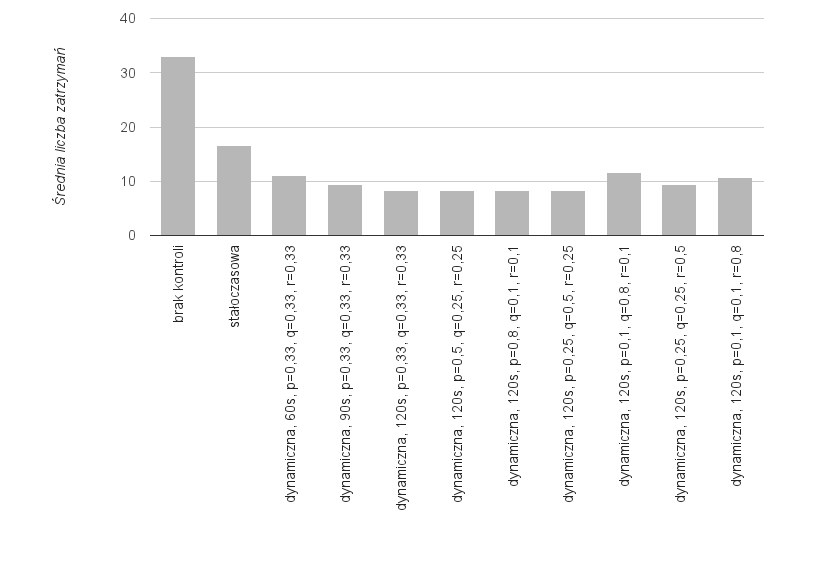 Średnia liczba zatrzymań
40
30
20
10
0
brak kontroli
stałoczasowa
dynamiczna, 60s, p=0,33, q=0,33, r=0,33
dynamiczna, 90s, p=0,33, q=0,33, r=0,33
dynamiczna, 120s, p=0,33, q=0,33, r=0,33
dynamiczna, 120s, p=0,5, q=0,25, r=0,25
dynamiczna, 120s, p=0,8, q=0,1, r=0,1
dynamiczna, 120s, p=0,25, q=0,5, r=0,25
dynamiczna, 120s, p=0,1, q=0,8, r=0,1
dynamiczna, 120s, p=0,25, q=0,25, r=0,5
dynamiczna, 120s, p=0,1, q=0,1, r=0,8